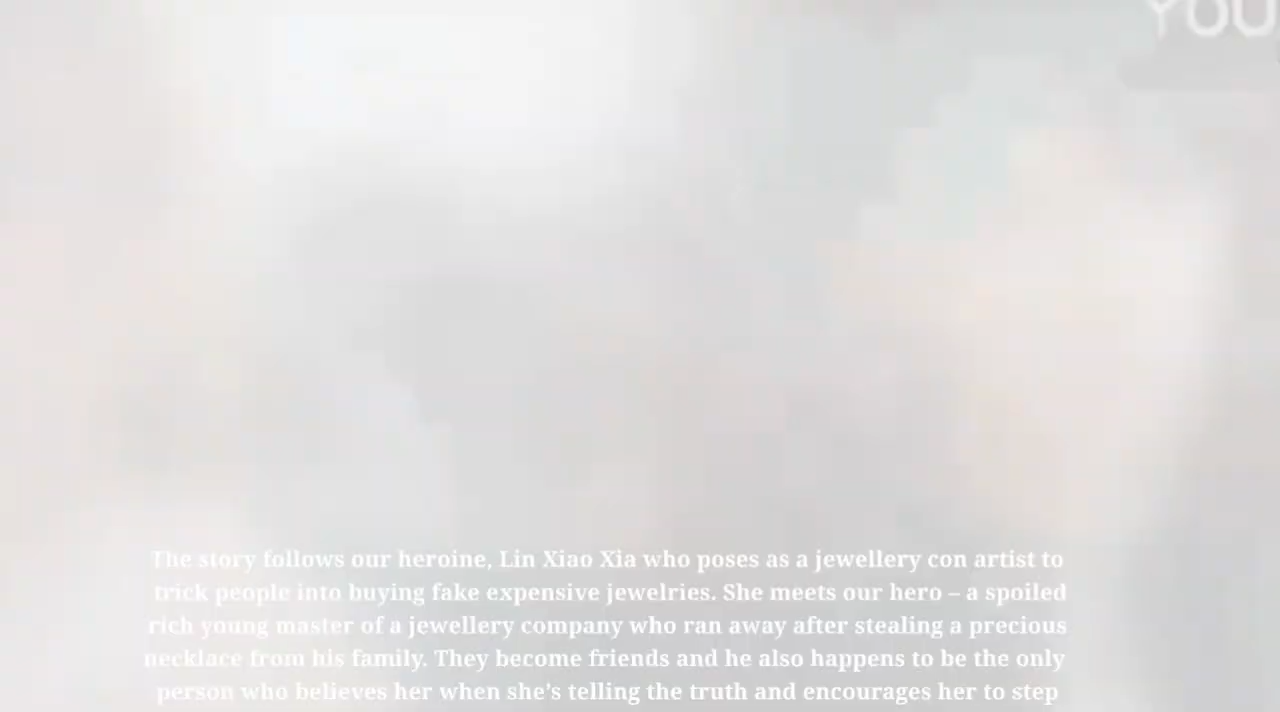 YOU
The story follows our heroine, Lin Xiao Xia who poses as a jewellery con artist to
trick people into buying fake expensive jewelries. She meets our hero – a spoiled
rich young master of a jewellery company who ran away after stealing a precious
necklace from his family. They become friends and he also happens to be the only
person who believes her when she's telling the truth and encourages her to step